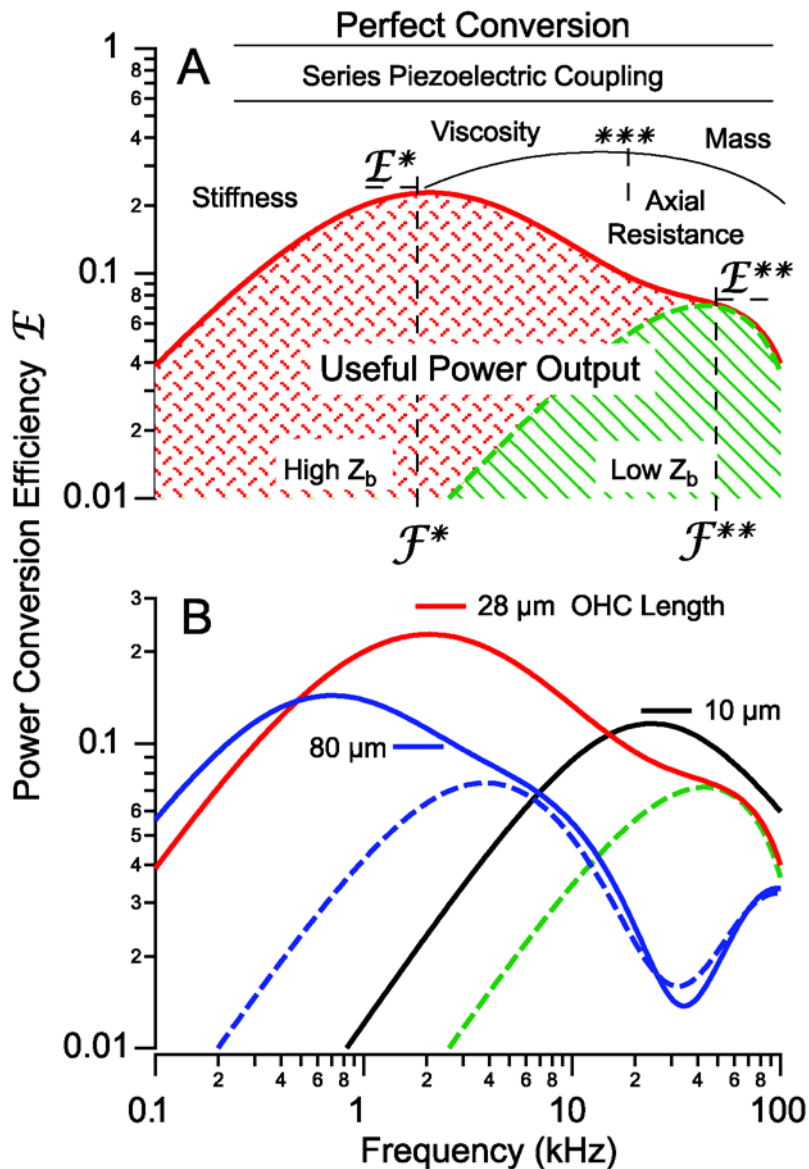 Perfect Conversion
A
Series Piezoelectric Coupling
Viscosity
***
Mass
ℰ*
Stiffness
Axial
Resistance
ℰ**
Useful Power Output
High Z_b
Low Z_b
ℱ*
ℱ**
1
8
6
4
2
0.1
8
6
4
2
0.01
Power Conversion Efficiency ℰ
B
28 µm OHC Length
10 µm
80 µm
3
2
0.1
8
6
5
4
3
2
0.01
2
4
6
8
2
4
6
8
2
4
6
8
0.1
1
10
100
Frequency (kHz)